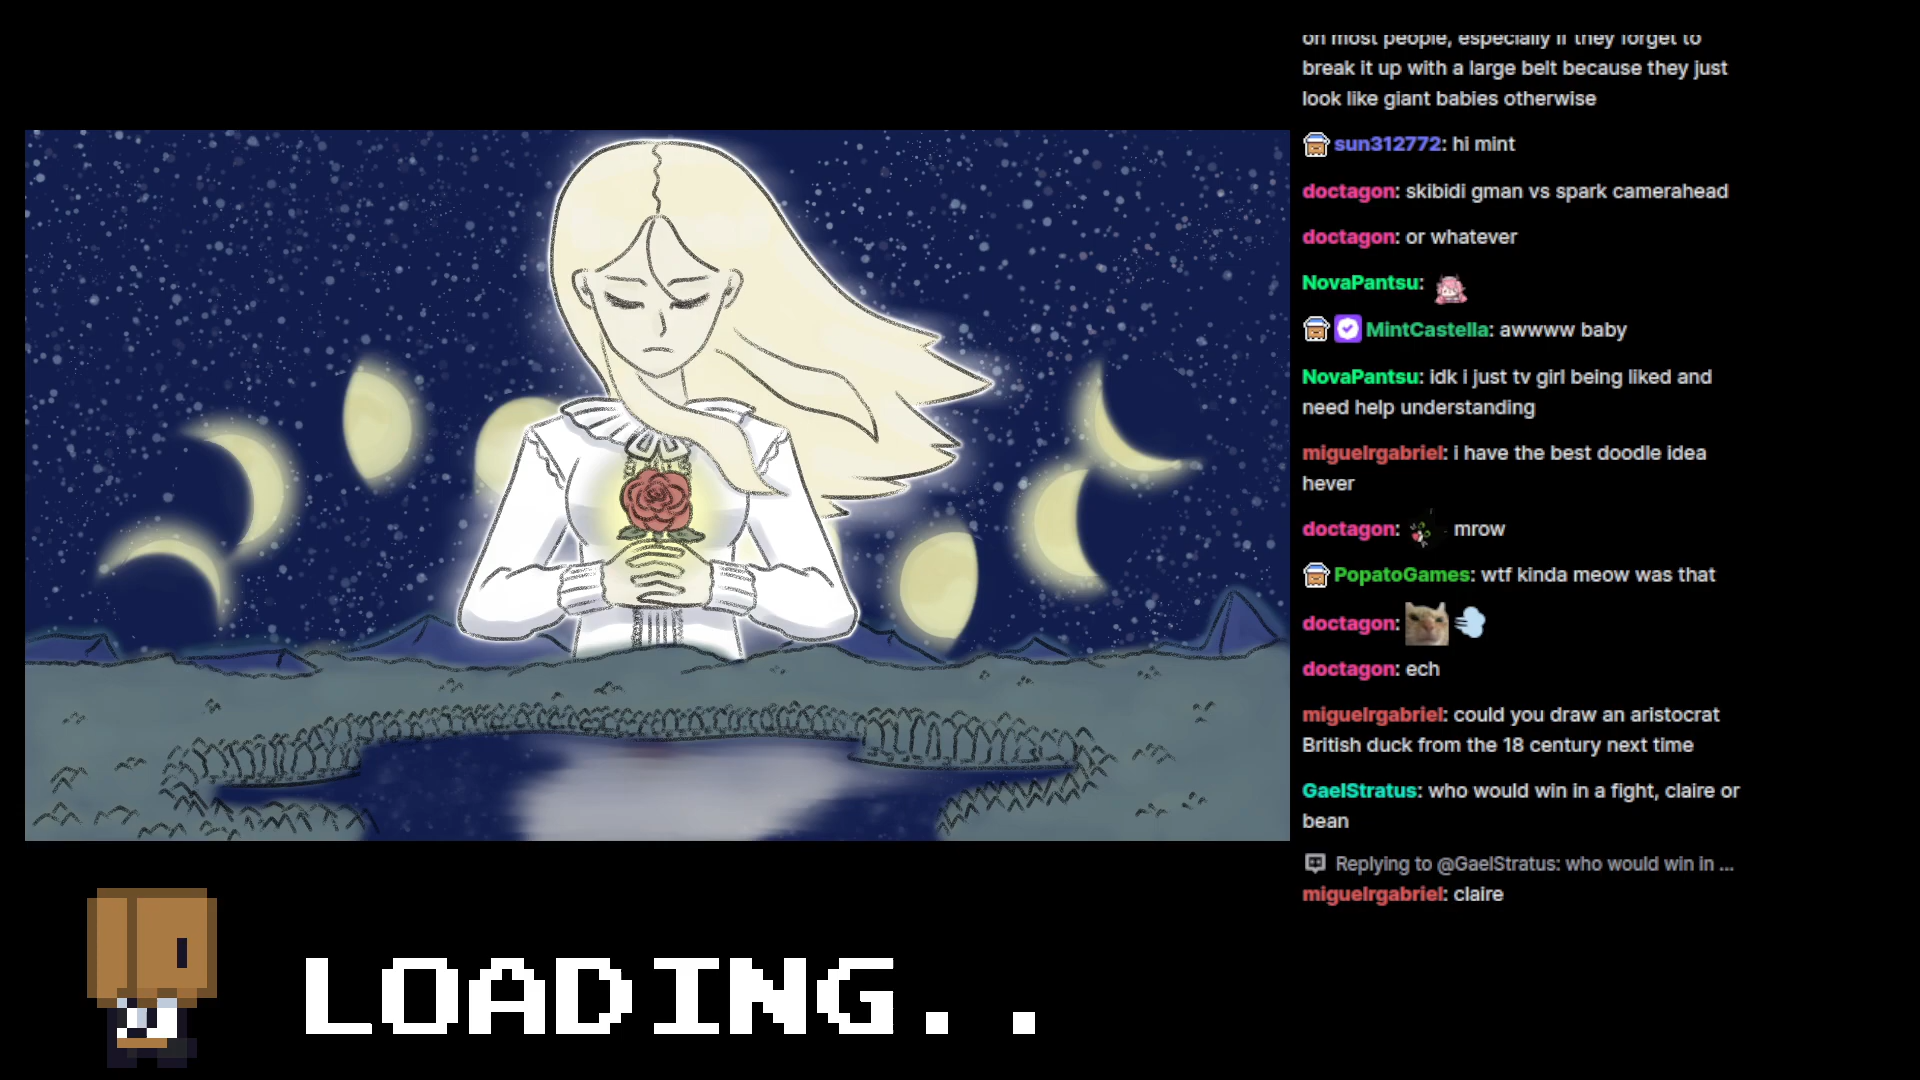 on most people, especially if they forget to
break it up with a large belt because they just
look like giant babies otherwise
sun312772: hi mint
doctagon: skibidi gman vs spark camerahead
doctagon: or whatever
NovaPantsu:
MintCastella: awwww baby
NovaPantsu: idk i just tv girl being liked and
need help understanding
miguelrgabriel: i have the best doodle idea
hever
doctagon: mrow
PopatoGames: wtf kinda meow was that
doctagon:
doctagon: ech
miguelrgabriel: could you draw an aristocrat
British duck from the 18 century next time
GaelStratus: who would win in a fight, claire or
bean
Replying to @GaelStratus: who would win in ...
miguelrgabriel: claire
LOADING..